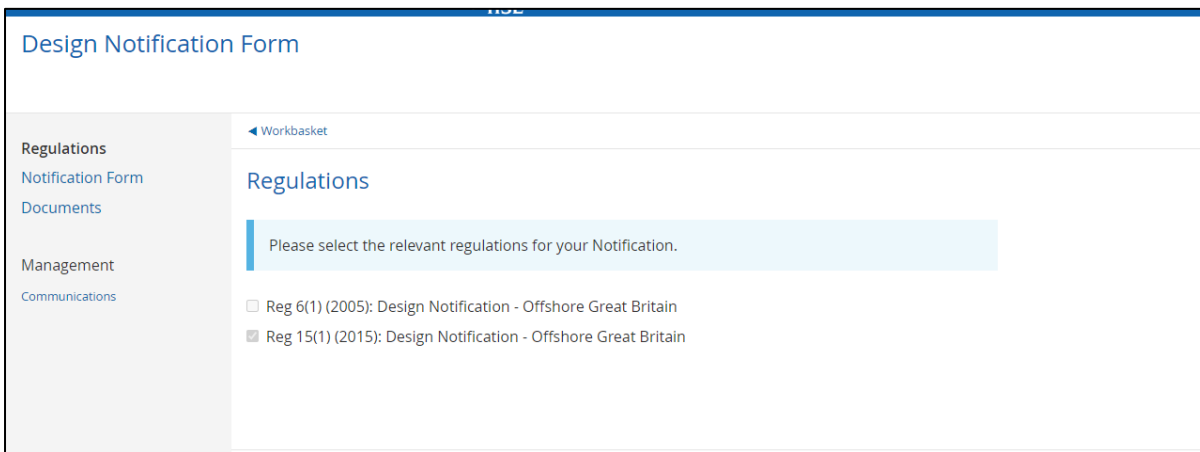 Design Notification Form
Regulations
Notification Form
Documents
Management
Communications
◄ Workbasket
Regulations
Please select the relevant regulations for your Notification.
Reg 6(1) (2005): Design Notification - Offshore Great Britain
Reg 15(1) (2015): Design Notification - Offshore Great Britain